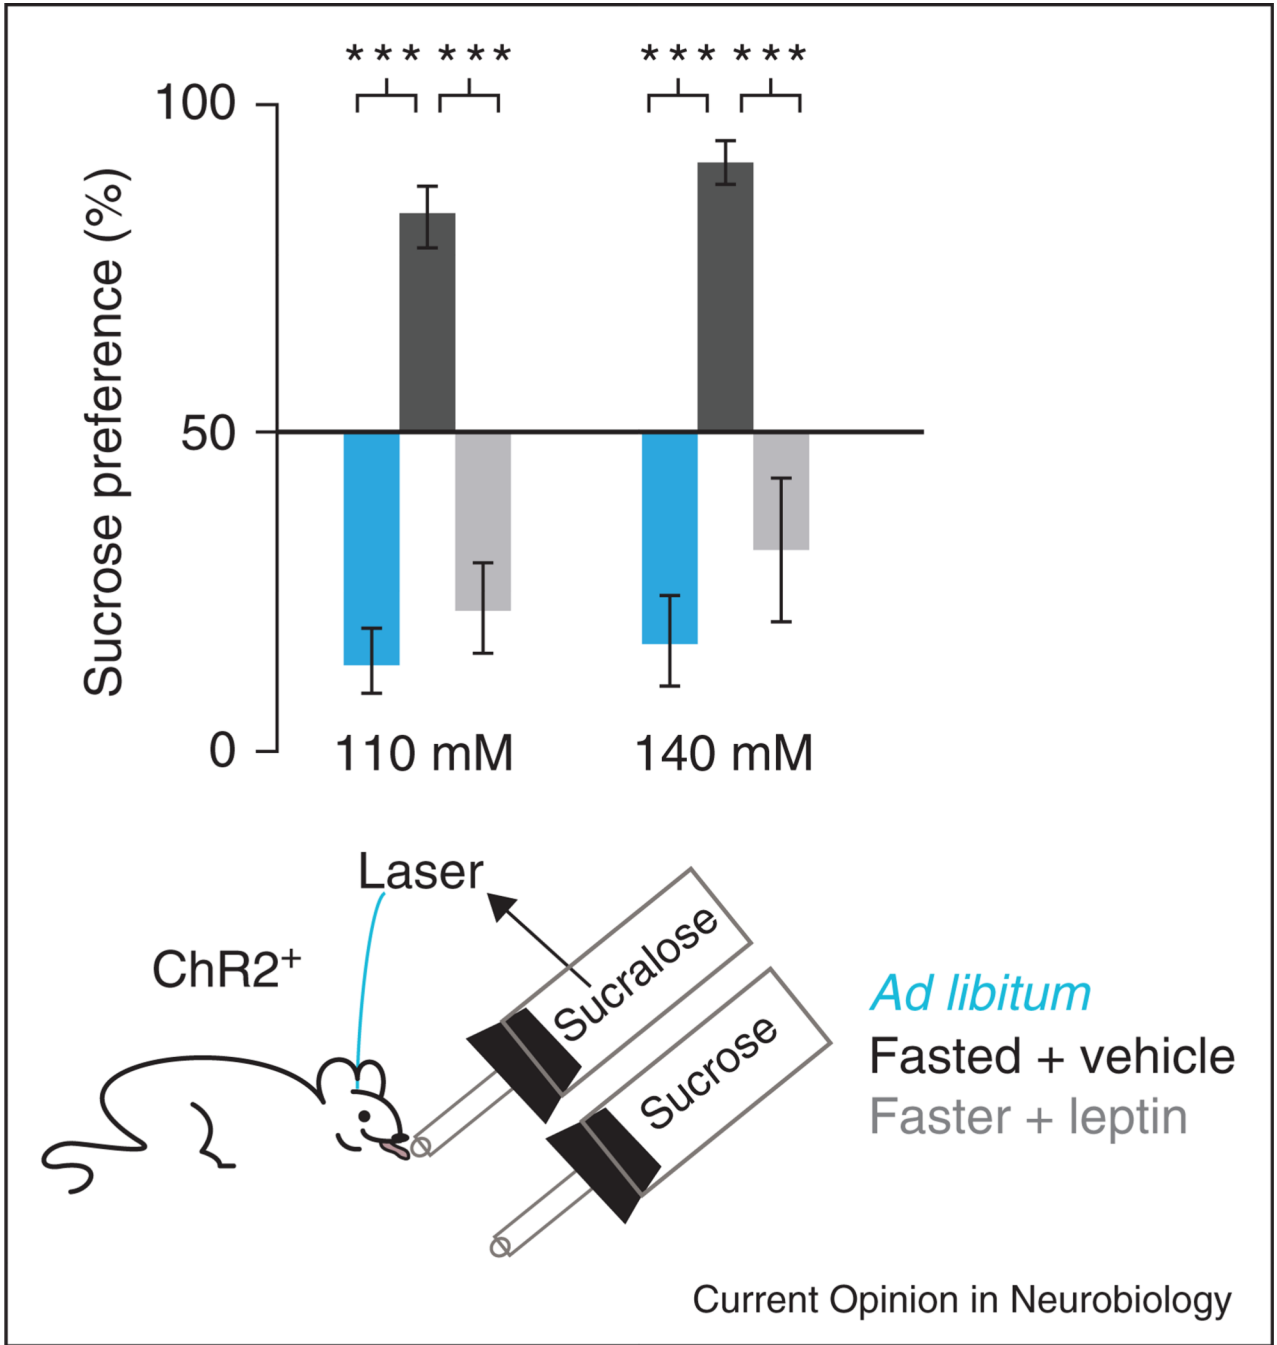 * * * * * *
* * * * * *
100
50
0
Sucrose preference (%)
110 mM
140 mM
Laser
ChR2+
Sucralose
Sucrose
Ad libitum
Fasted + vehicle
Faster + leptin
Current Opinion in Neurobiology